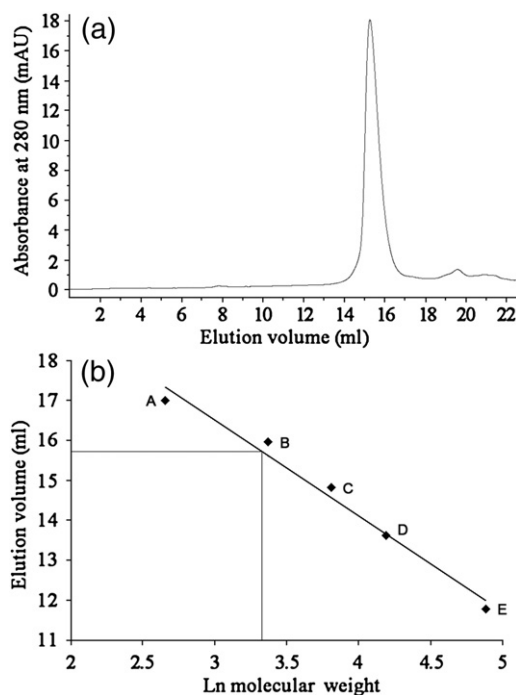 (a)
Absorbance at 280 nm (mAU)
18
16
14
12
10
8
6
4
2
0
2 4 6 8 10 12 14 16 18 20 22
Elution volume (ml)
(b)
Elution volume (ml)
18
17
16
15
14
13
12
11
A
B
C
D
E
2 2.5 3 3.5 4 4.5 5
Ln molecular weight